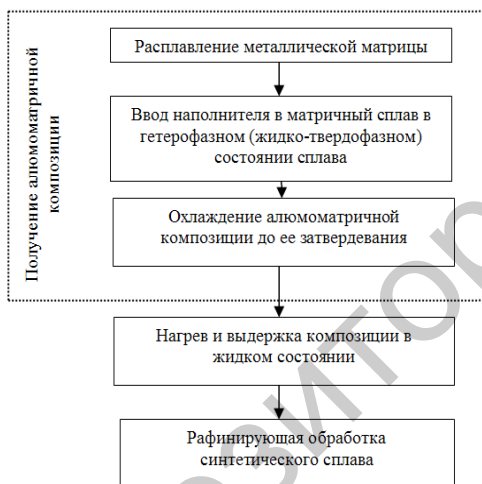 Получение алюмоматричной
композиции
Расплавление металлической матрицы
Ввод наполнителя в матричный сплав в
гетерофазном (жидко-твердофазном)
состоянии сплава
Охлаждение алюмоматричной
композиции до ее затвердевания
Нагрев и выдержка композиции в
жидком состоянии
Рафинирующая обработка
синтетического сплава